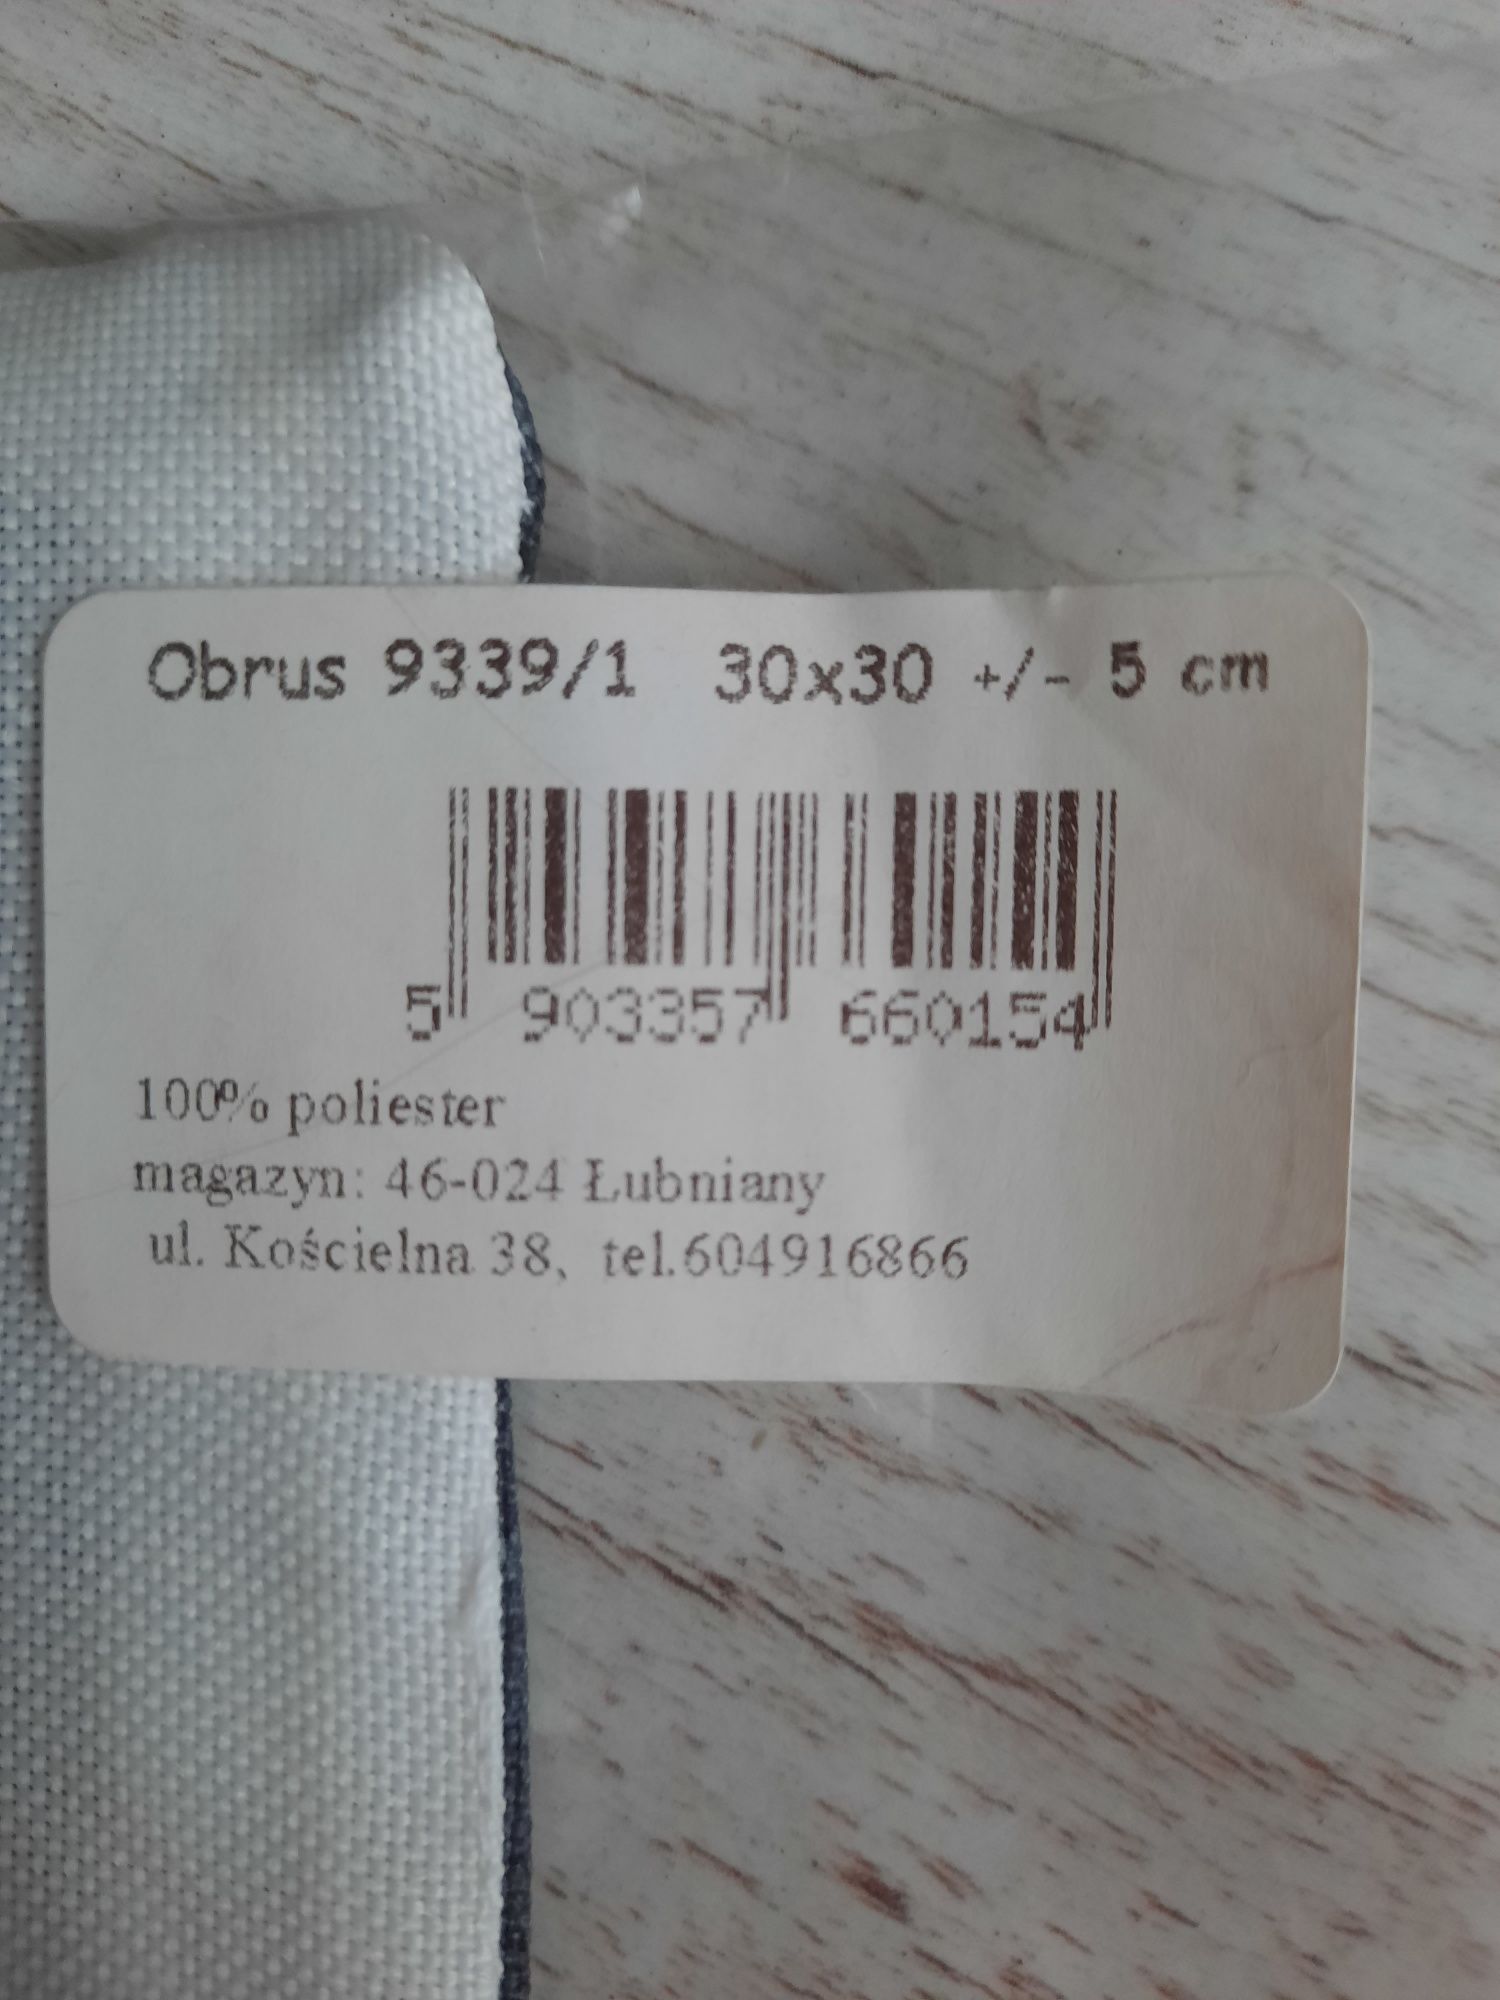 Obrus 9339/1 30x30 +/- 5 cm
5 903357 660154
100% poliester
magazyn: 46-024 Łubniany
ul. Kościelna 38, tel.604916866